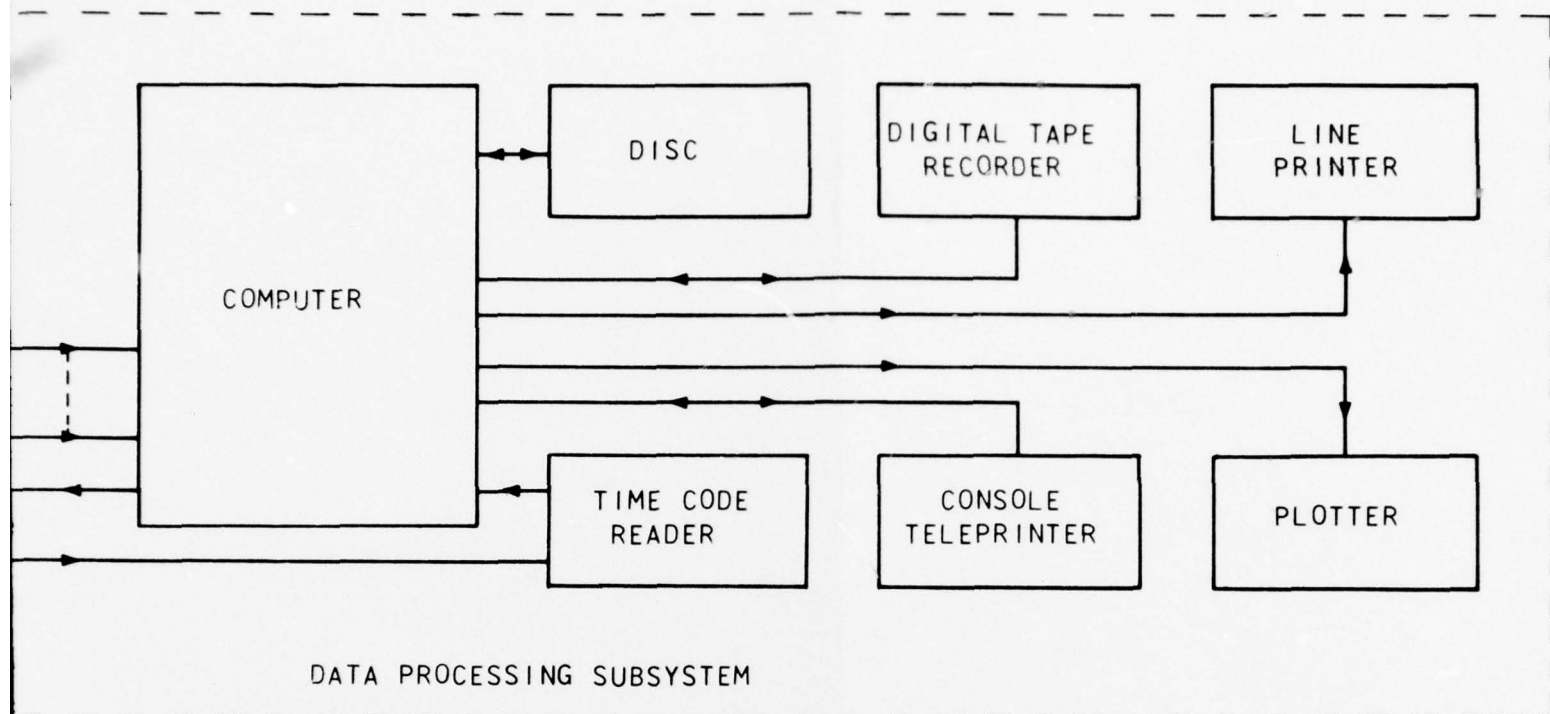 DISC
DIGITAL TAPE
RECORDER
LINE
PRINTER
COMPUTER
TIME CODE
READER
CONSOLE
TELEPRINTER
PLOTTER
DATA PROCESSING SUBSYSTEM